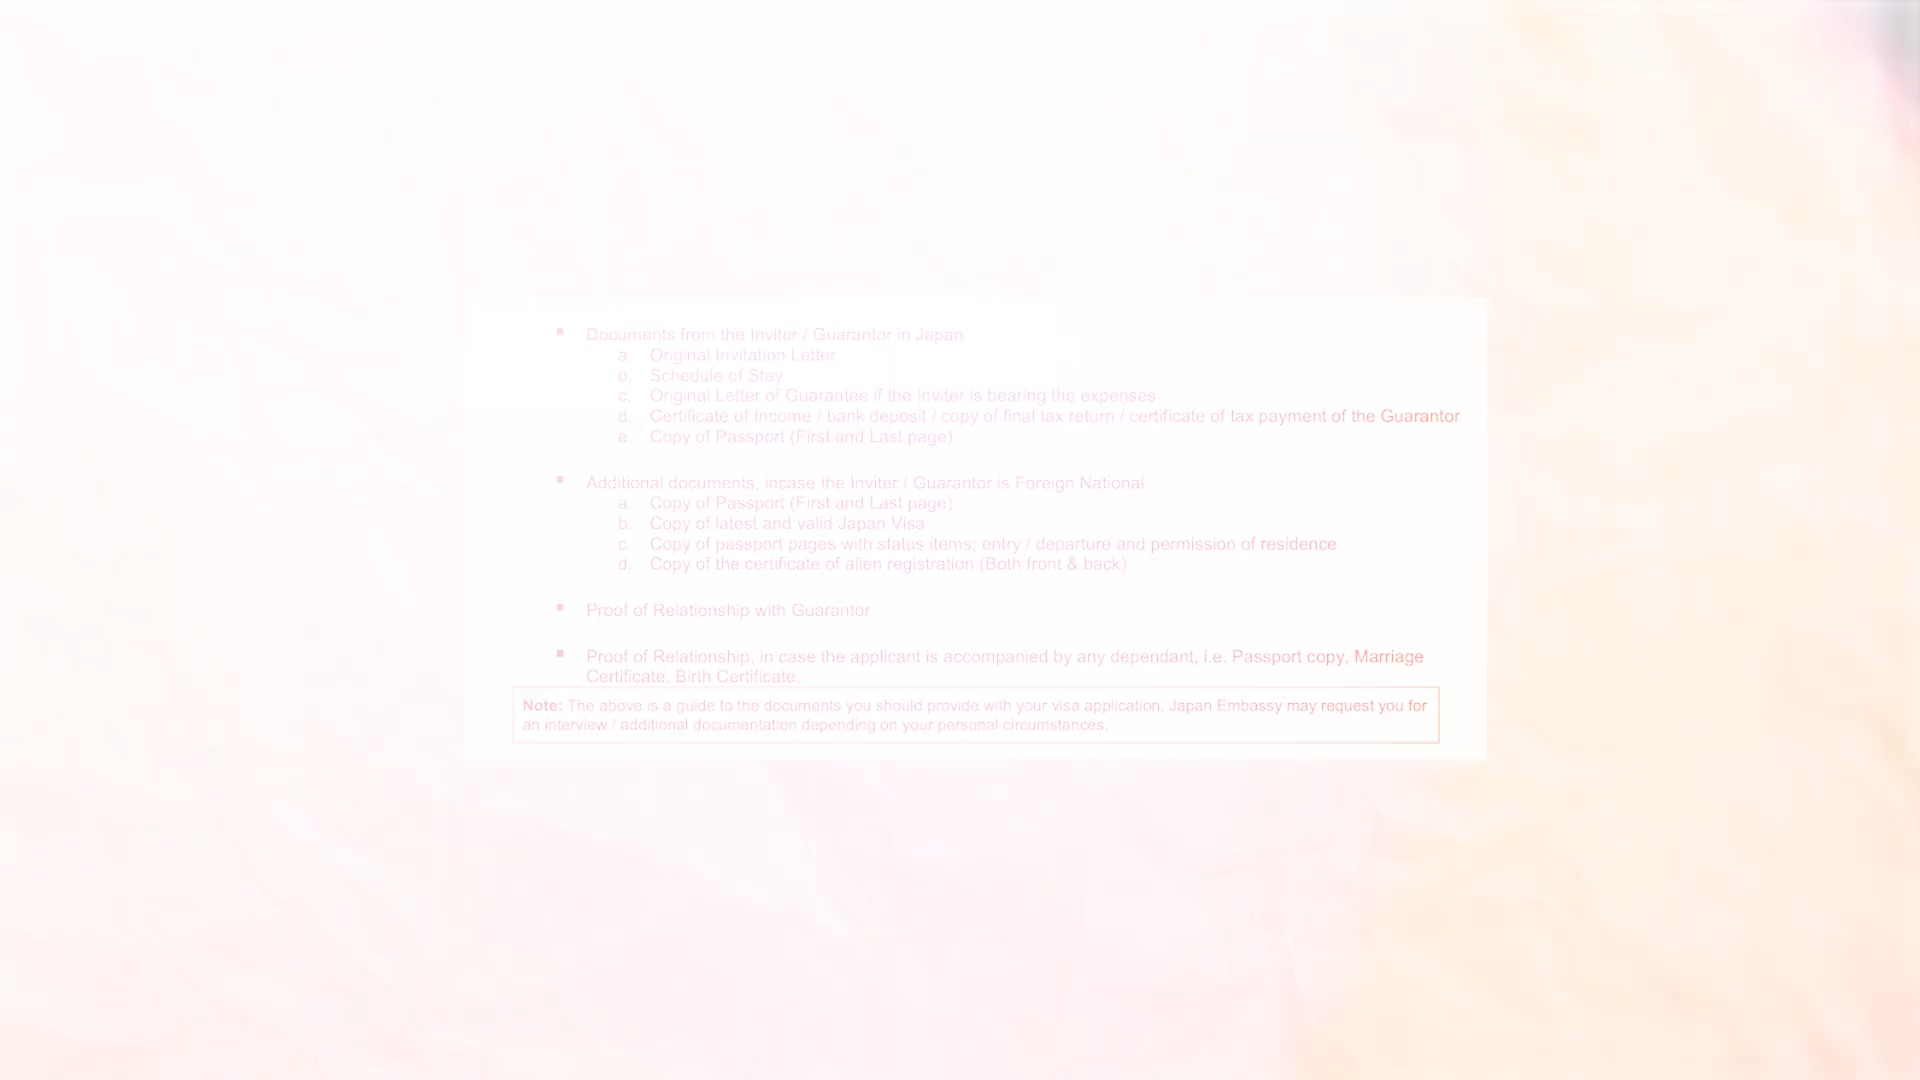 ▪ Documents from the Inviter / Guarantor in Japan
a. Original Invitation Letter
b. Schedule of Stay
c. Original Letter of Guarantee if the Inviter is bearing the expenses
d. Certificate of Income / bank deposit / copy of final tax return / certificate of tax payment of the Guarantor
e. Copy of Passport (First and Last page)
▪ Additional documents, incase the Inviter / Guarantor is Foreign National
a. Copy of Passport (First and Last page)
b. Copy of latest and valid Japan Visa
c. Copy of passport pages with status items; entry / departure and permission of residence
d. Copy of the certificate of alien registration (Both front & back)
▪ Proof of Relationship with Guarantor
▪ Proof of Relationship, in case the applicant is accompanied by any dependant, i.e. Passport copy, Marriage
Certificate, Birth Certificate.
Note: The above is a guide to the documents you should provide with your visa application. Japan Embassy may request you for
an interview / additional documentation depending on your personal circumstances.